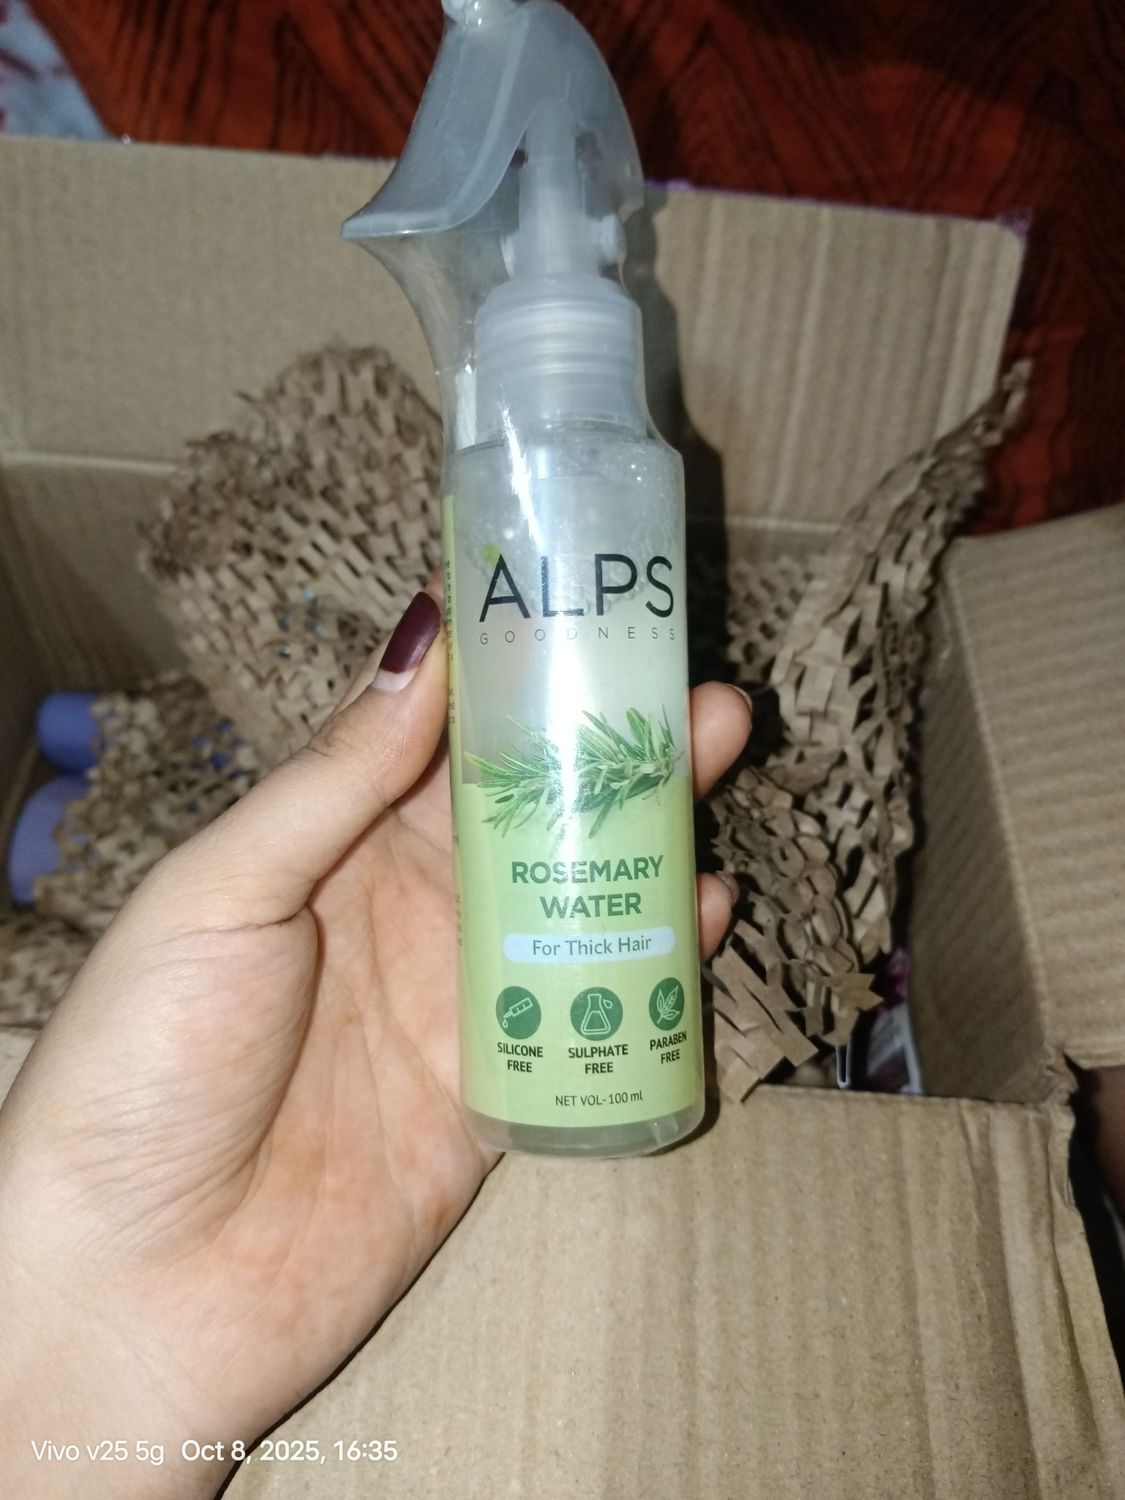 ALPS
GOODNESS
ROSEMARY
WATER
For Thick Hair
SILICONE
FREE
SULPHATE
FREE
PARABEN
FREE
NET VOL-100 ml
Vivo v25 5g Oct 8, 2025, 16:35